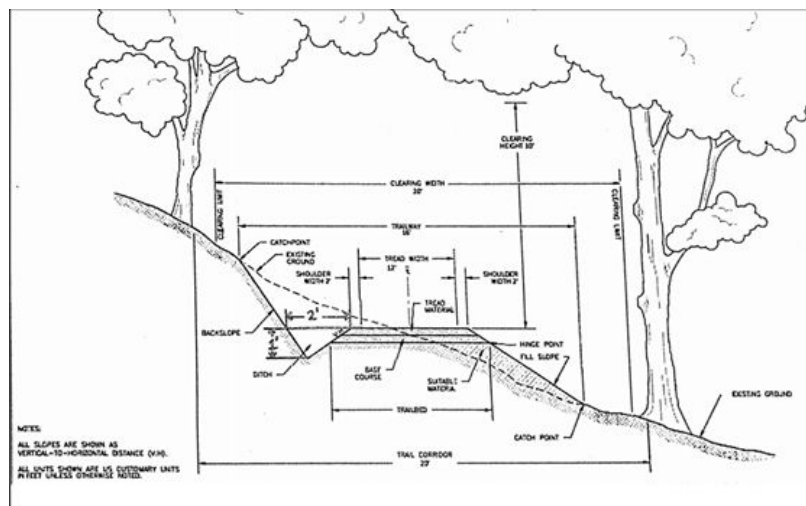 CLEARING
HEIGHT 10'
CLEARING WIDTH
20'
CLEARING LIMIT
CLEARING LIMIT
TRAILWAY
16'
CATCHPOINT
EXISTING
GROUND
TREAD WIDTH
12'
SHOULDER
WIDTH 2'
SHOULDER
WIDTH 2'
2'
TREAD
MATERIAL
BACKSLOPE
HINGE POINT
FILL SLOPE
DITCH
BASE
COURSE
SUITABLE
MATERIAL
TRAILBED
CATCH POINT
EXISTING GROUND
NOTES:
ALL SLOPES ARE SHOWN AS
VERTICAL-TO-HORIZONTAL DISTANCE (V:H).
ALL UNITS SHOWN ARE US CUSTOMARY UNITS
IN FEET UNLESS OTHERWISE NOTED.
TRAIL CORRIDOR
20'